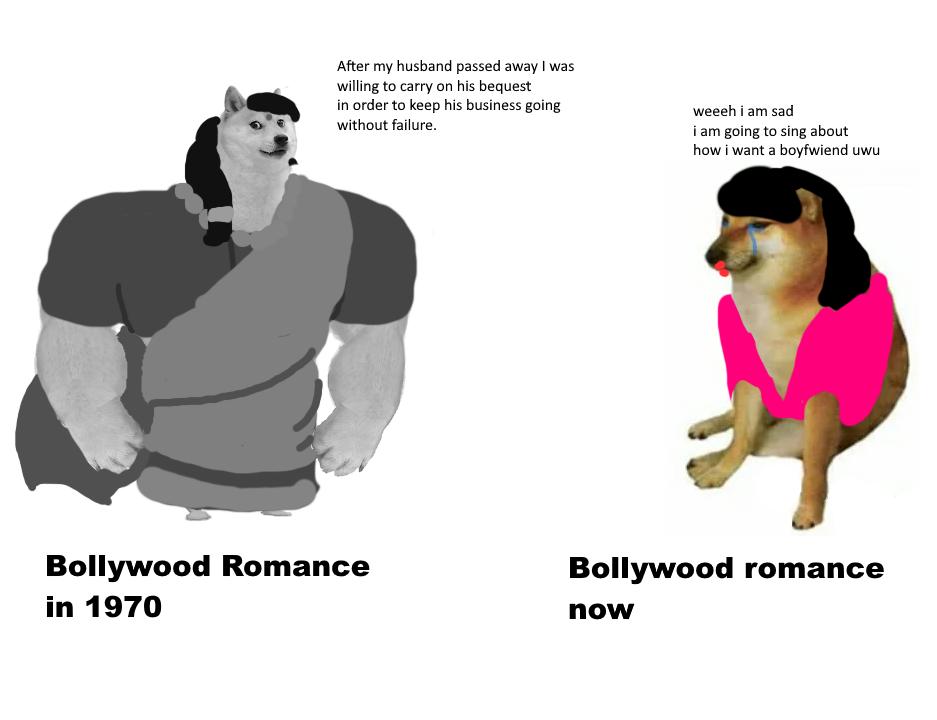 After my husband passed away I was
willing to carry on his bequest
in order to keep his business going
without failure.
weeeh i am sad
i am going to sing about
how i want a boyfwiend uwu
Bollywood Romance
in 1970
Bollywood romance
now